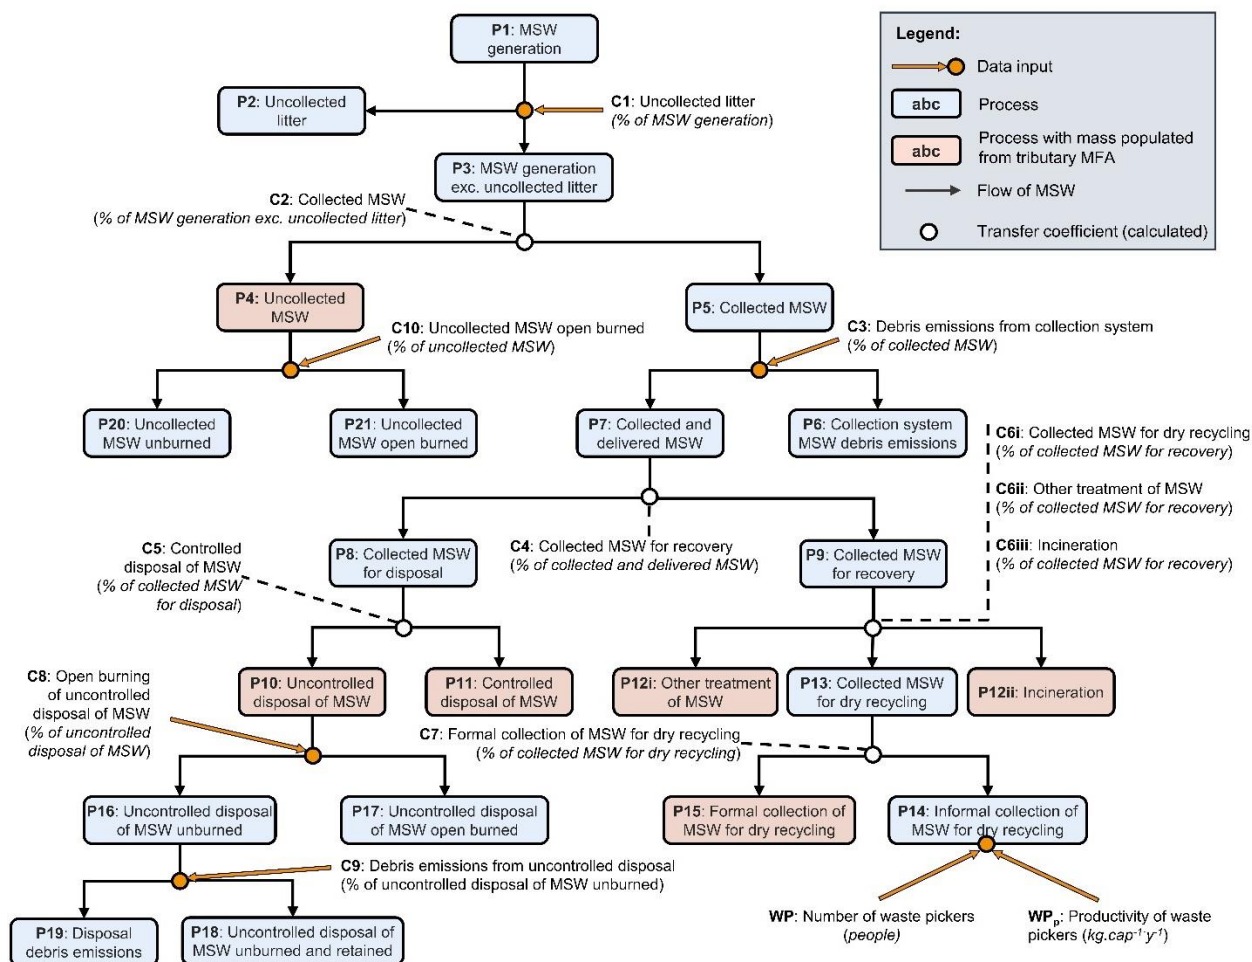 P1: MSW
generation
Legend:
Data input
abc
Process
abc
Process with mass populated
from tributary MFA
Flow of MSW
Transfer coefficient (calculated)
P2: Uncollected
litter
C1: Uncollected litter
(% of MSW generation)
P3: MSW generation
exc. uncollected litter
C2: Collected MSW
(% of MSW generation exc. uncollected litter)
P4: Uncollected
MSW
P5: Collected MSW
C10: Uncollected MSW open burned
(% of uncollected MSW)
C3: Debris emissions from collection system
(% of collected MSW)
P20: Uncollected
MSW unburned
P21: Uncollected
MSW open burned
P7: Collected and
delivered MSW
P6: Collection system
MSW debris emissions
C6i: Collected MSW for dry recycling
(% of collected MSW for recovery)
C6ii: Other treatment of MSW
(% of collected MSW for recovery)
C6iii: Incineration
(% of collected MSW for recovery)
C5: Controlled
disposal of MSW
(% of collected MSW
for disposal)
P8: Collected MSW
for disposal
C4: Collected MSW for recovery
(% of collected and delivered MSW)
P9: Collected MSW
for recovery
C8: Open burning
of uncontrolled
disposal of MSW
(% of uncontrolled
disposal of MSW)
P10: Uncontrolled
disposal of MSW
P11: Controlled
disposal of MSW
P12i: Other treatment
of MSW
P13: Collected MSW
for dry recycling
P12ii: Incineration
C7: Formal collection of MSW for dry recycling
(% of collected MSW for dry recycling)
P16: Uncontrolled disposal
of MSW unburned
P17: Uncontrolled disposal
of MSW open burned
P15: Formal collection of
MSW for dry recycling
P14: Informal collection of
MSW for dry recycling
C9: Debris emissions from uncontrolled disposal
(% of uncontrolled disposal of MSW unburned)
P19: Disposal
debris emissions
P18: Uncontrolled disposal of
MSW unburned and retained
WP: Number of waste pickers
(people)
WPₚ: Productivity of waste
pickers (kg.cap⁻¹·y⁻¹)